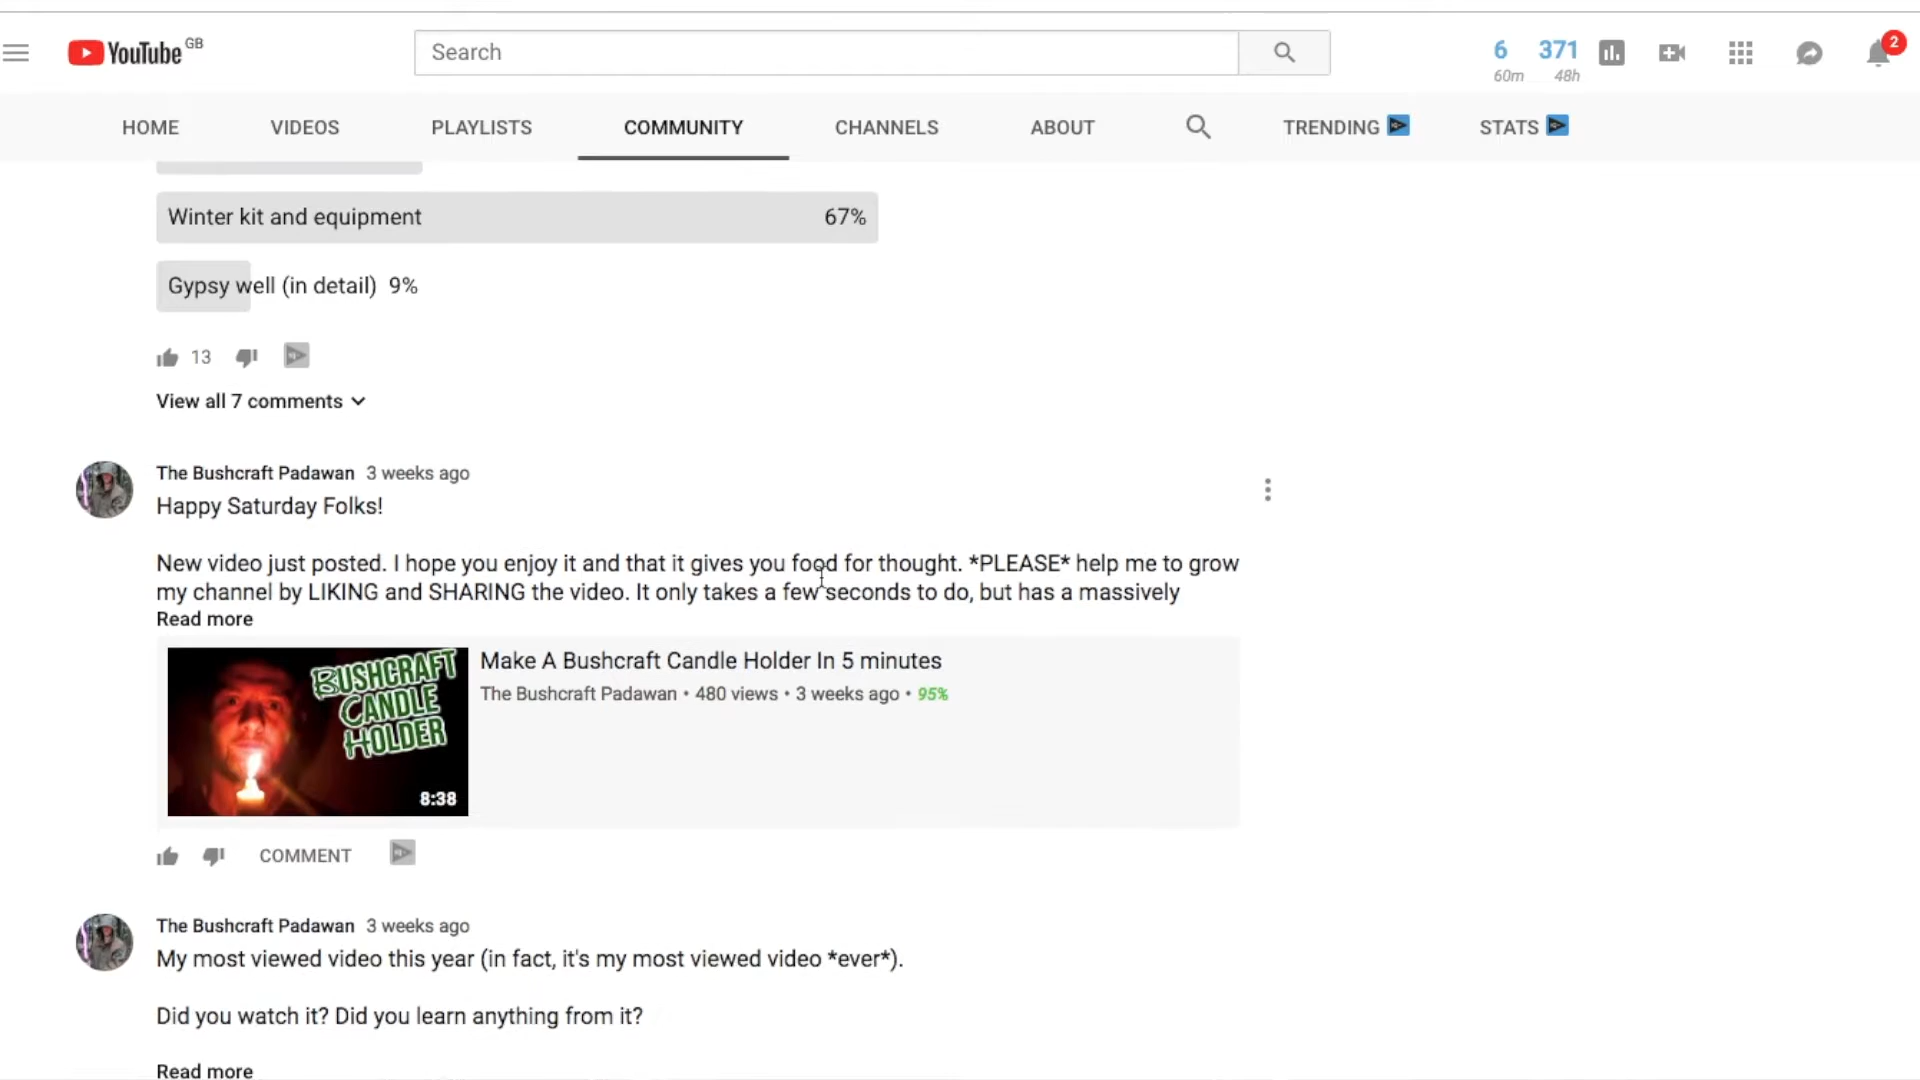 YouTube GB
Search
6 371
60m 48h
2
HOME VIDEOS PLAYLISTS COMMUNITY CHANNELS ABOUT TRENDING STATS
Winter kit and equipment 67%
Gypsy well (in detail) 9%
13
View all 7 comments
The Bushcraft Padawan 3 weeks ago
Happy Saturday Folks!
New video just posted. I hope you enjoy it and that it gives you food for thought. *PLEASE* help me to grow
my channel by LIKING and SHARING the video. It only takes a few seconds to do, but has a massively
Read more
BUSHCRAFT
CANDLE
HOLDER
8:38
Make A Bushcraft Candle Holder In 5 minutes
The Bushcraft Padawan • 480 views • 3 weeks ago • 95%
COMMENT
The Bushcraft Padawan 3 weeks ago
My most viewed video this year (in fact, it's my most viewed video *ever*).
Did you watch it? Did you learn anything from it?
Read more